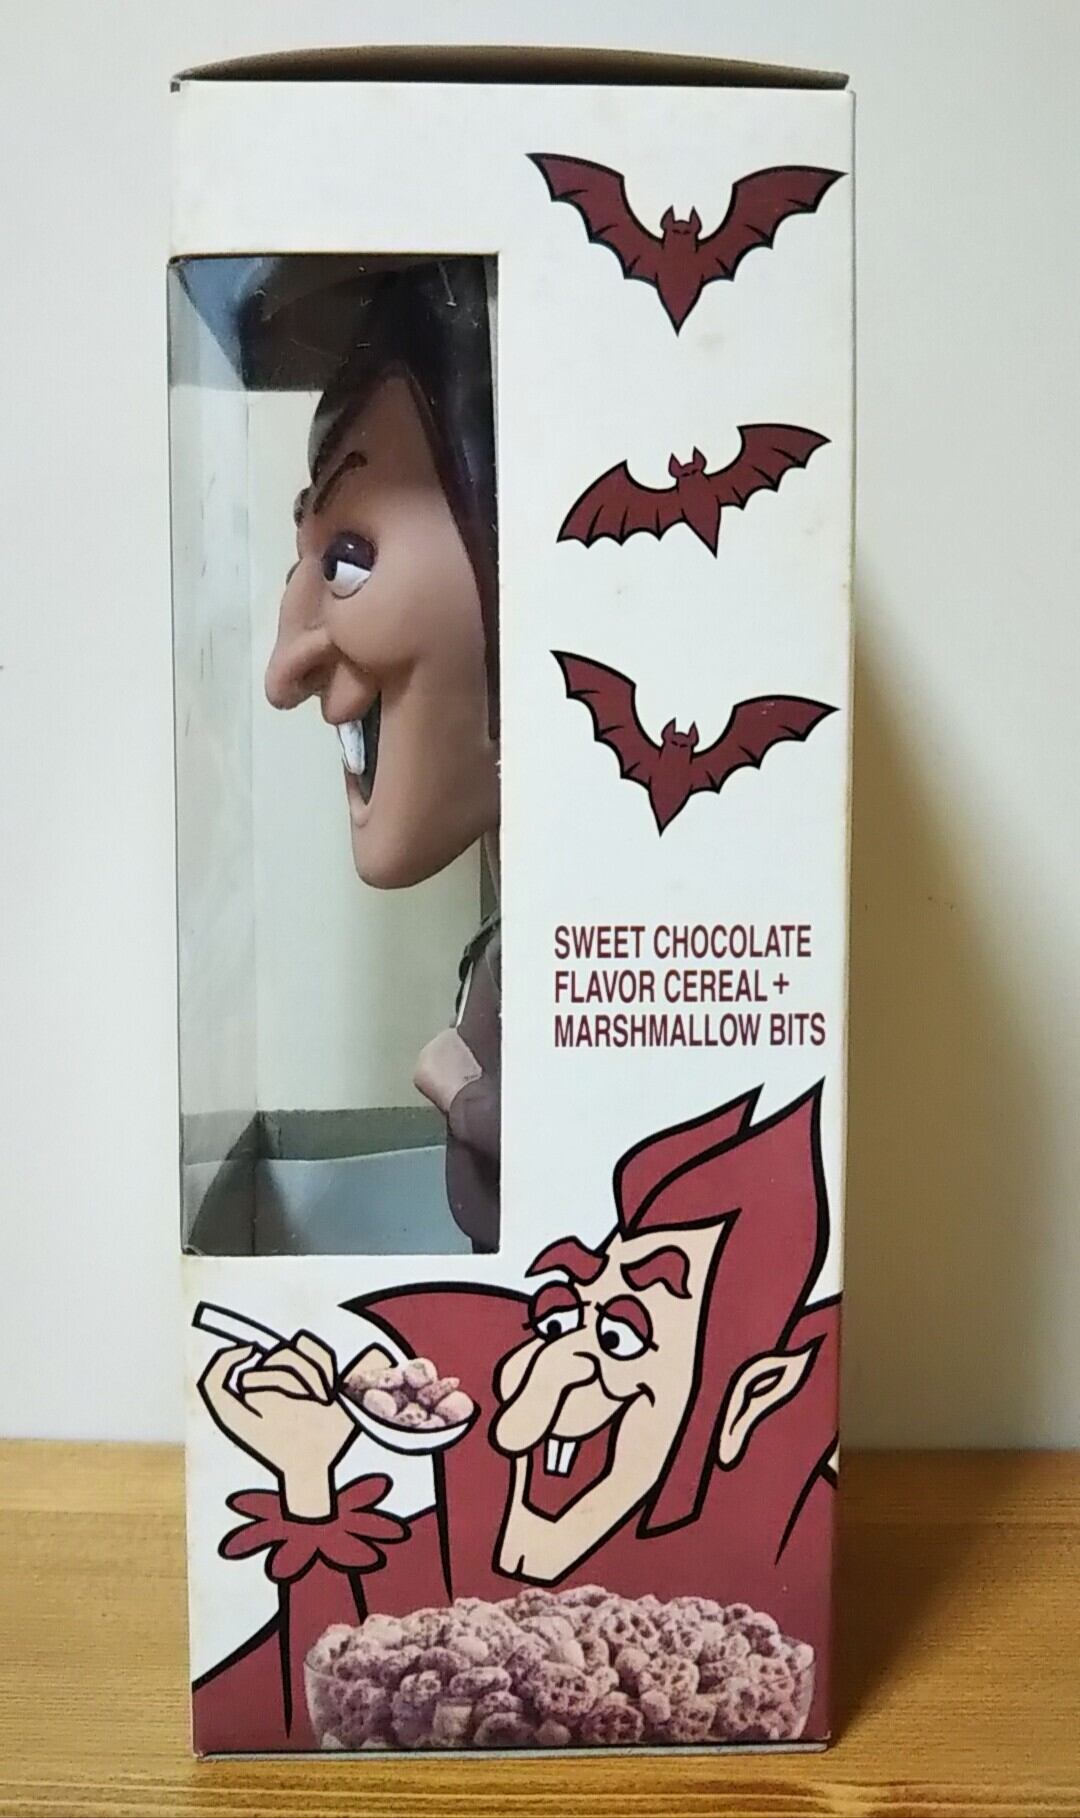 SWEET CHOCOLATE
FLAVOR CEREAL +
MARSHMALLOW BITS